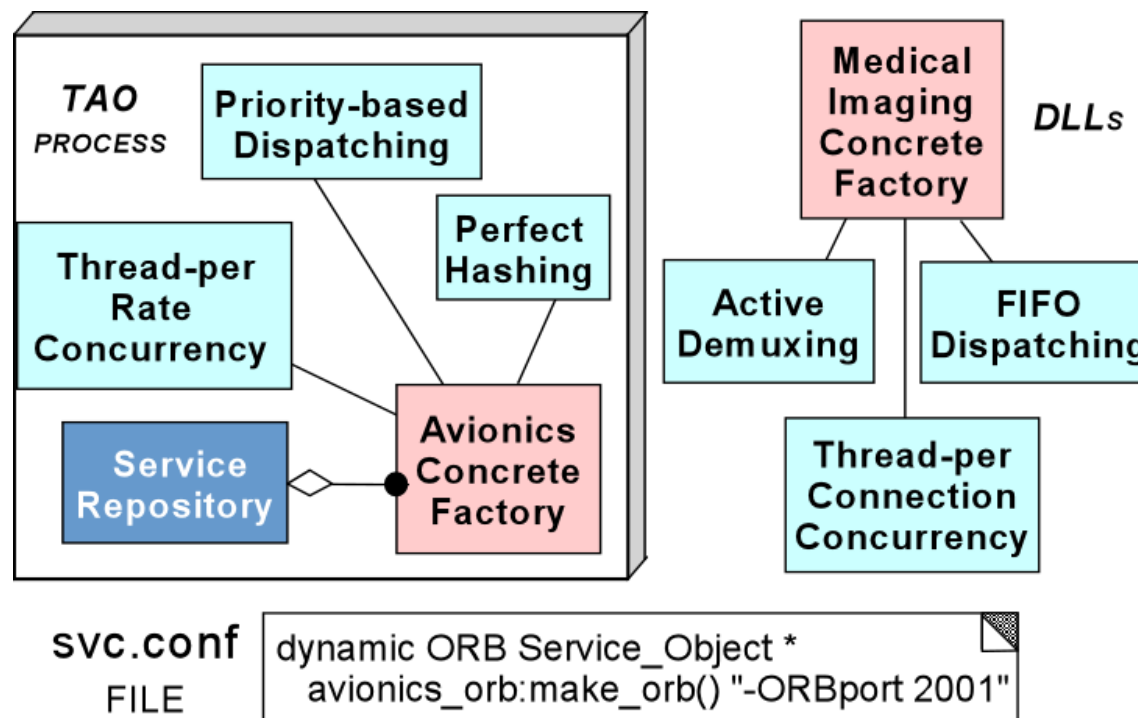 TAO
PROCESS
Priority-based
Dispatching
Perfect
Hashing
Thread-per
Rate
Concurrency
Service
Repository
Avionics
Concrete
Factory
Medical
Imaging
Concrete
Factory
DLLs
Active
Demuxing
FIFO
Dispatching
Thread-per
Connection
Concurrency
svc.conf
FILE
dynamic ORB Service_Object *
avionics_orb:make_orb() "-ORBport 2001"